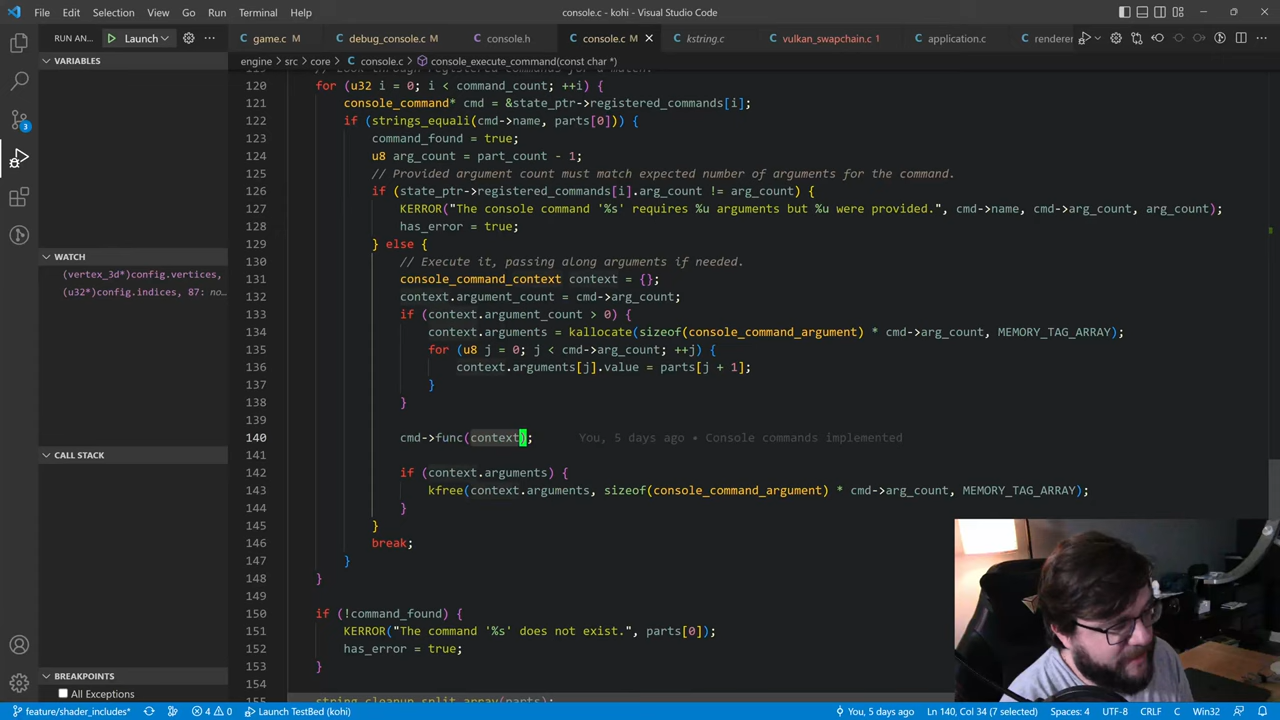 File Edit Selection View Go Run Terminal Help
console.c - kohi - Visual Studio Code
RUN AN... Launch
game.c M debug_console.c M console.h console.c M kstring.c vulkan_swapchain.c 1 application.c
engine > src > core > console.c > console_execute_command(const char *)
VARIABLES
WATCH
(vertex_3d*)config.vertices,
(u32*)config.indices, 87: no...
CALL STACK
BREAKPOINTS
All Exceptions
3
120 for (u32 i = 0; i < command_count; ++i) {
121 console_command* cmd = &state_ptr->registered_commands[i];
122 if (strings_equali(cmd->name, parts[0])) {
123 command_found = true;
124 u8 arg_count = part_count - 1;
125 // Provided argument count must match expected number of arguments for the command.
126 if (state_ptr->registered_commands[i].arg_count != arg_count) {
127 KERROR("The console command '%s' requires %u arguments but %u were provided.", cmd->name, cmd->arg_count, arg_count);
128 has_error = true;
129 } else {
130 // Execute it, passing along arguments if needed.
131 console_command_context context = {};
132 context.argument_count = cmd->arg_count;
133 if (context.argument_count > 0) {
134 context.arguments = kallocate(sizeof(console_command_argument) * cmd->arg_count, MEMORY_TAG_ARRAY);
135 for (u8 j = 0; j < cmd->arg_count; ++j) {
136 context.arguments[j].value = parts[j + 1];
137 }
138 }
139
140 cmd->func(context); You, 5 days ago • Console commands implemented
141
142 if (context.arguments) {
143 kfree(context.arguments, sizeof(console_command_argument) * cmd->arg_count, MEMORY_TAG_ARRAY);
144 }
145 }
146 break;
147 }
148 }
149
150 if (!command_found) {
151 KERROR("The command '%s' does not exist.", parts[0]);
152 has_error = true;
153 }
154
feature/shader_includes* 4 0 Launch TestBed (kohi) You, 5 days ago Ln 140, Col 34 (7 selected) Spaces: 4 UTF-8 CRLF C Win32